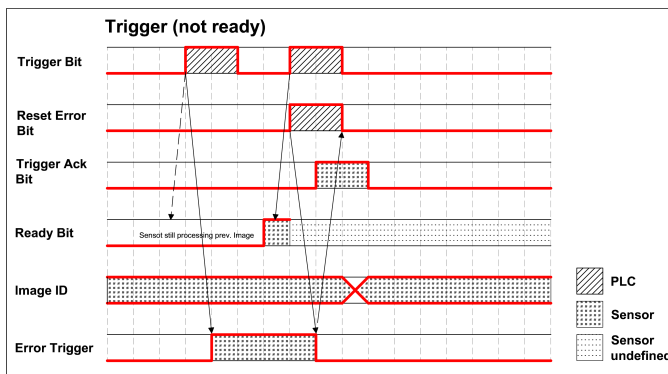 Trigger (not ready)
Trigger Bit
Reset Error
Bit
Trigger Ack
Bit
Ready Bit
Sensot still processing prev. Image
Image ID
Error Trigger
PLC
Sensor
Sensor
undefined